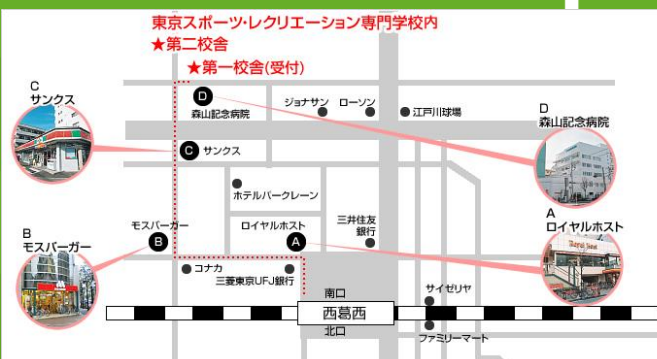 東京スポーツ・レクリエーション専門学校内
★第二校舎
★第一校舎(受付)
C
サンクス
D
森山記念病院
ジョナサン
ローソン
江戸川球場
D
森山記念病院
C
サンクス
ホテルパークレーン
B
モスバーガー
モスバーガー
B
ロイヤルホスト
A
三井住友
銀行
A
ロイヤルホスト
コナカ
三菱東京UFJ銀行
南口
サイゼリヤ
西葛西
北口
ファミリーマート